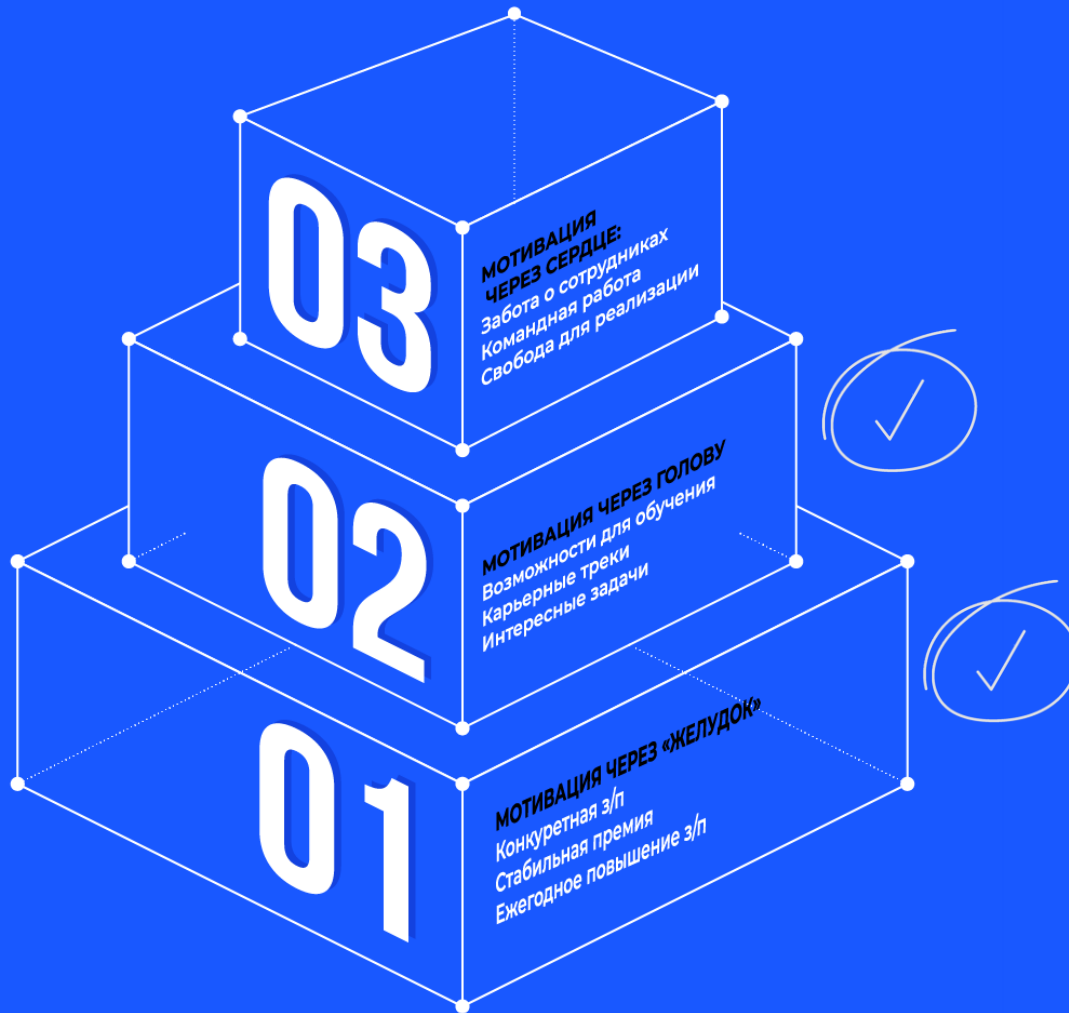 03
МОТИВАЦИЯ
ЧЕРЕЗ СЕРДЦЕ:
Забота о сотрудниках
Командная работа
Свобода для реализации
02
МОТИВАЦИЯ ЧЕРЕЗ ГОЛОВУ
Возможности для обучения
Карьерные треки
Интересные задачи
01
МОТИВАЦИЯ ЧЕРЕЗ «ЖЕЛУДОК»
Конкуретная з/п
Стабильная премия
Ежегодное повышение з/п